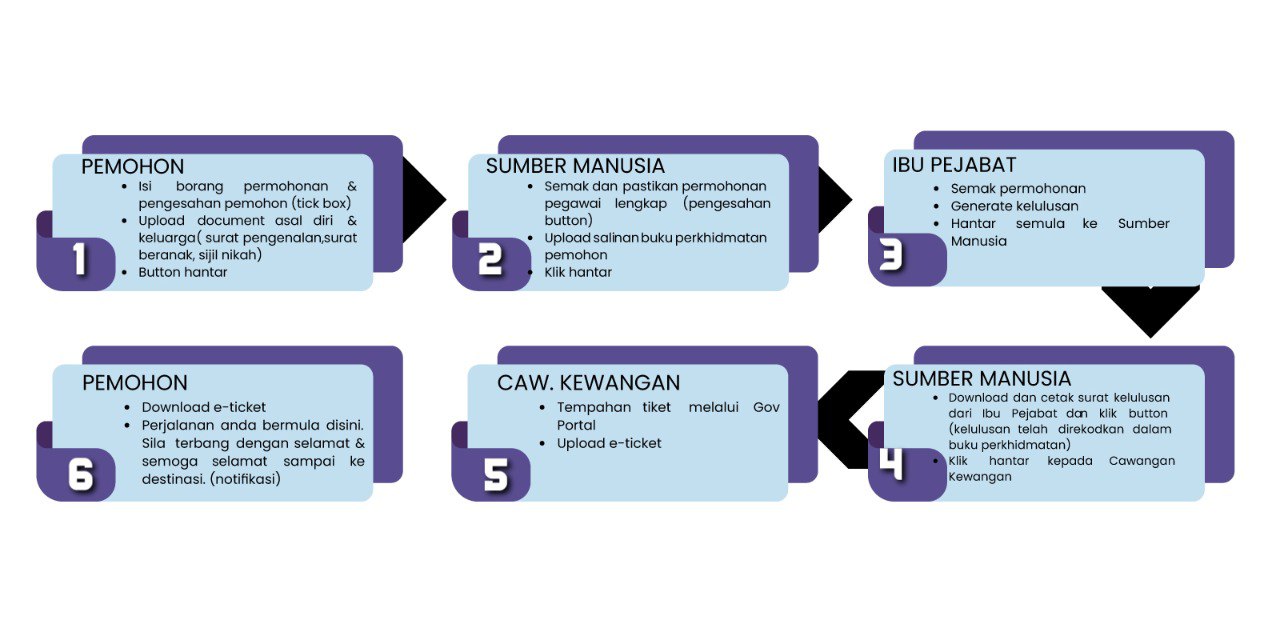 PEMOHON
• Isi borang permohonan &
pengesahan pemohon (tick box)
• Upload document asal diri &
keluarga( surat pengenalan,surat
beranak, sijil nikah)
• Button hantar
1
SUMBER MANUSIA
• Semak dan pastikan permohonan
pegawai lengkap (pengesahan
button)
• Upload salinan buku perkhidmatan
pemohon
• Klik hantar
2
IBU PEJABAT
• Semak permohonan
• Generate kelulusan
• Hantar semula ke Sumber
Manusia
3
SUMBER MANUSIA
• Download dan cetak surat kelulusan
dari Ibu Pejabat dan klik button
(kelulusan telah direkodkan dalam
buku perkhidmatan)
• Klik hantar kepada Cawangan
Kewangan
4
CAW. KEWANGAN
• Tempahan tiket melalui Gov
Portal
• Upload e-ticket
5
PEMOHON
• Download e-ticket
• Perjalanan anda bermula disini.
Sila terbang dengan selamat &
semoga selamat sampai ke
destinasi. (notifikasi)
6